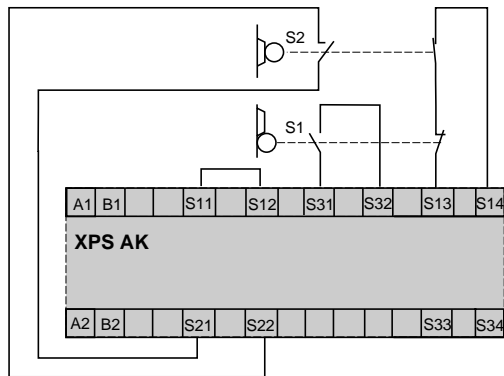 S2
S1
A1 B1 S11 S12 S31 S32 S13 S14
XPS AK
A2 B2 S21 S22 S33 S34